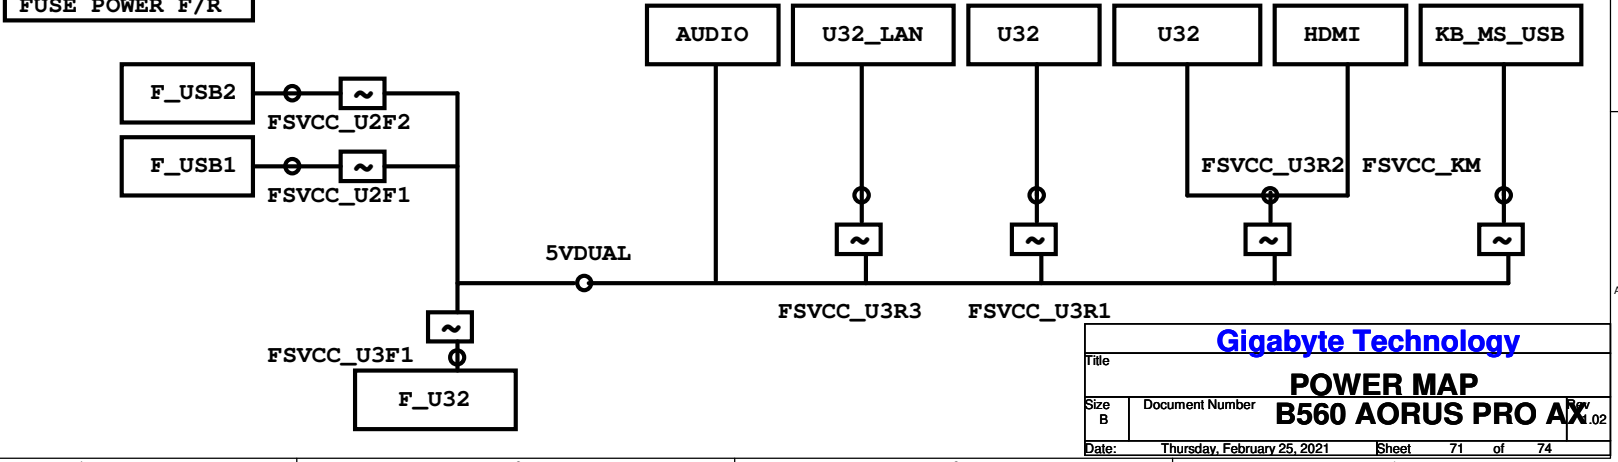 FUSE POWER F/R
AUDIO
U32_LAN
U32
U32
HDMI
KB_MS_USB
F_USB2
~
FSVCC_U2F2
F_USB1
~
FSVCC_U2F1
FSVCC_U3R2
FSVCC_KM
~
~
~
~
5VDUAL
FSVCC_U3R3
FSVCC_U3R1
~
FSVCC_U3F1
F_U32
Gigabyte Technology
Title
POWER MAP
Size
B
Document Number
B560 AORUS PRO AX
Rev
1.02
Date:
Thursday, February 25, 2021
Sheet 71 of 74
A